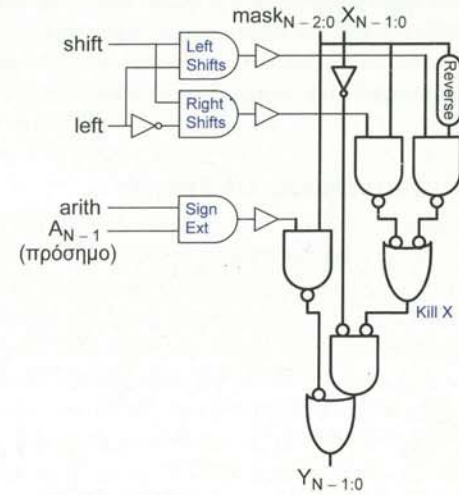 mask N – 2:0 X N – 1:0
shift
Left
Shifts
Reverse
Right
Shifts
left
arith
Sign
Ext
A N – 1
(πρόσημο)
Kill X
Y N – 1:0